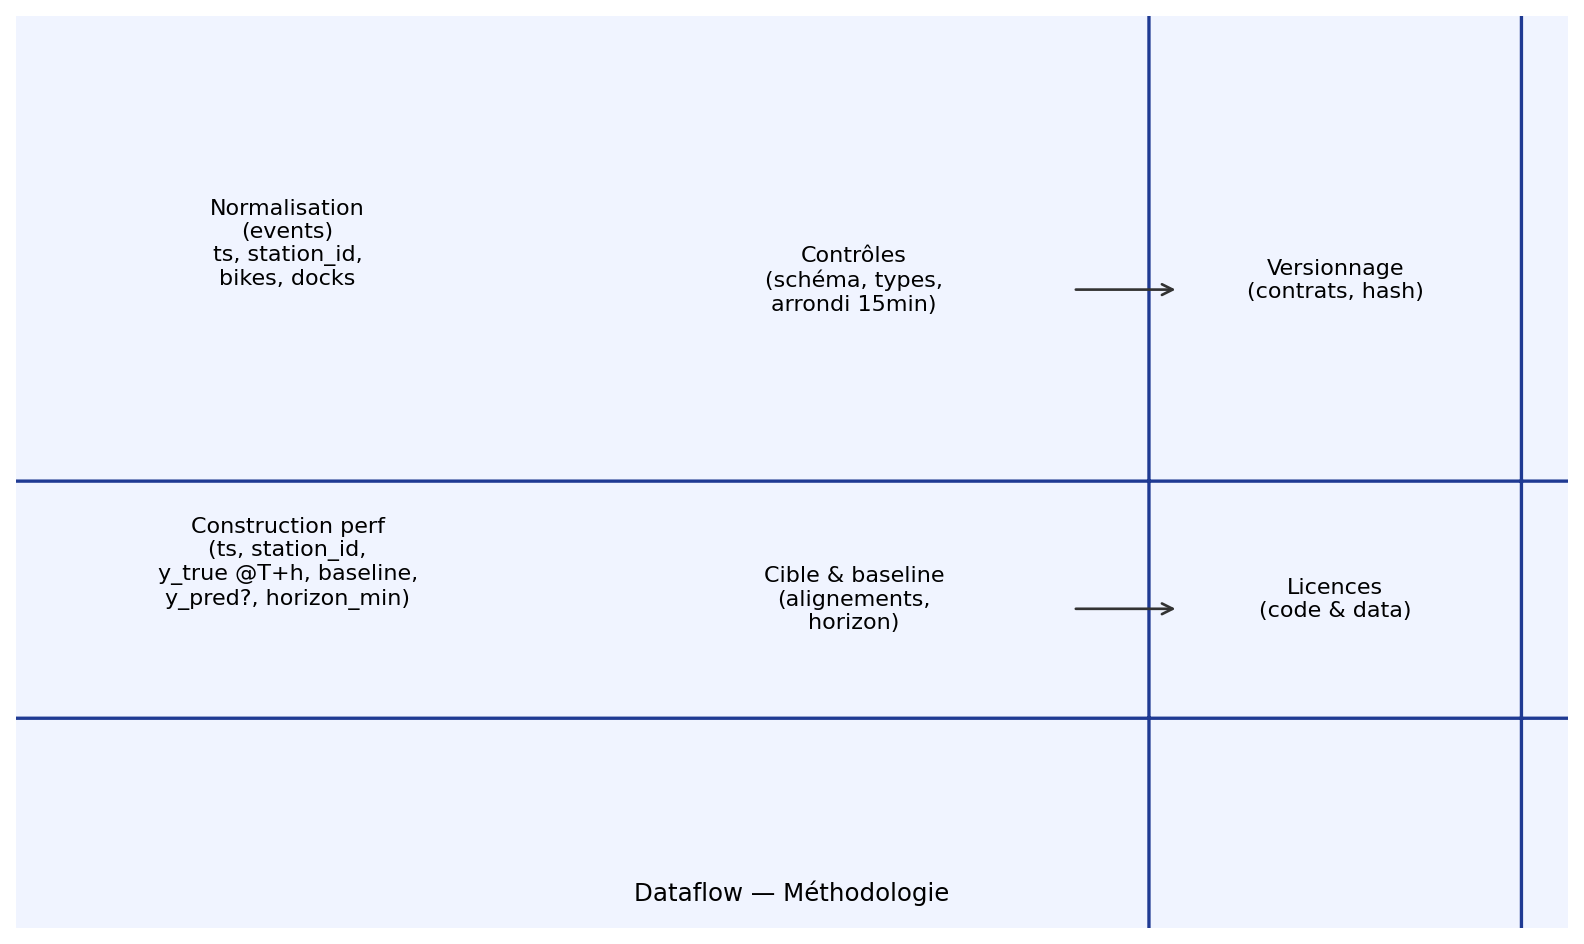 Normalisation
(events)
ts, station_id,
bikes, docks
Contrôles
(schéma, types,
arrondi 15min)
Versionnage
(contrats, hash)
Construction perf
(ts, station_id,
y_true @T+h, baseline,
y_pred?, horizon_min)
Cible & baseline
(alignements,
horizon)
Licences
(code & data)
Dataflow — Méthodologie